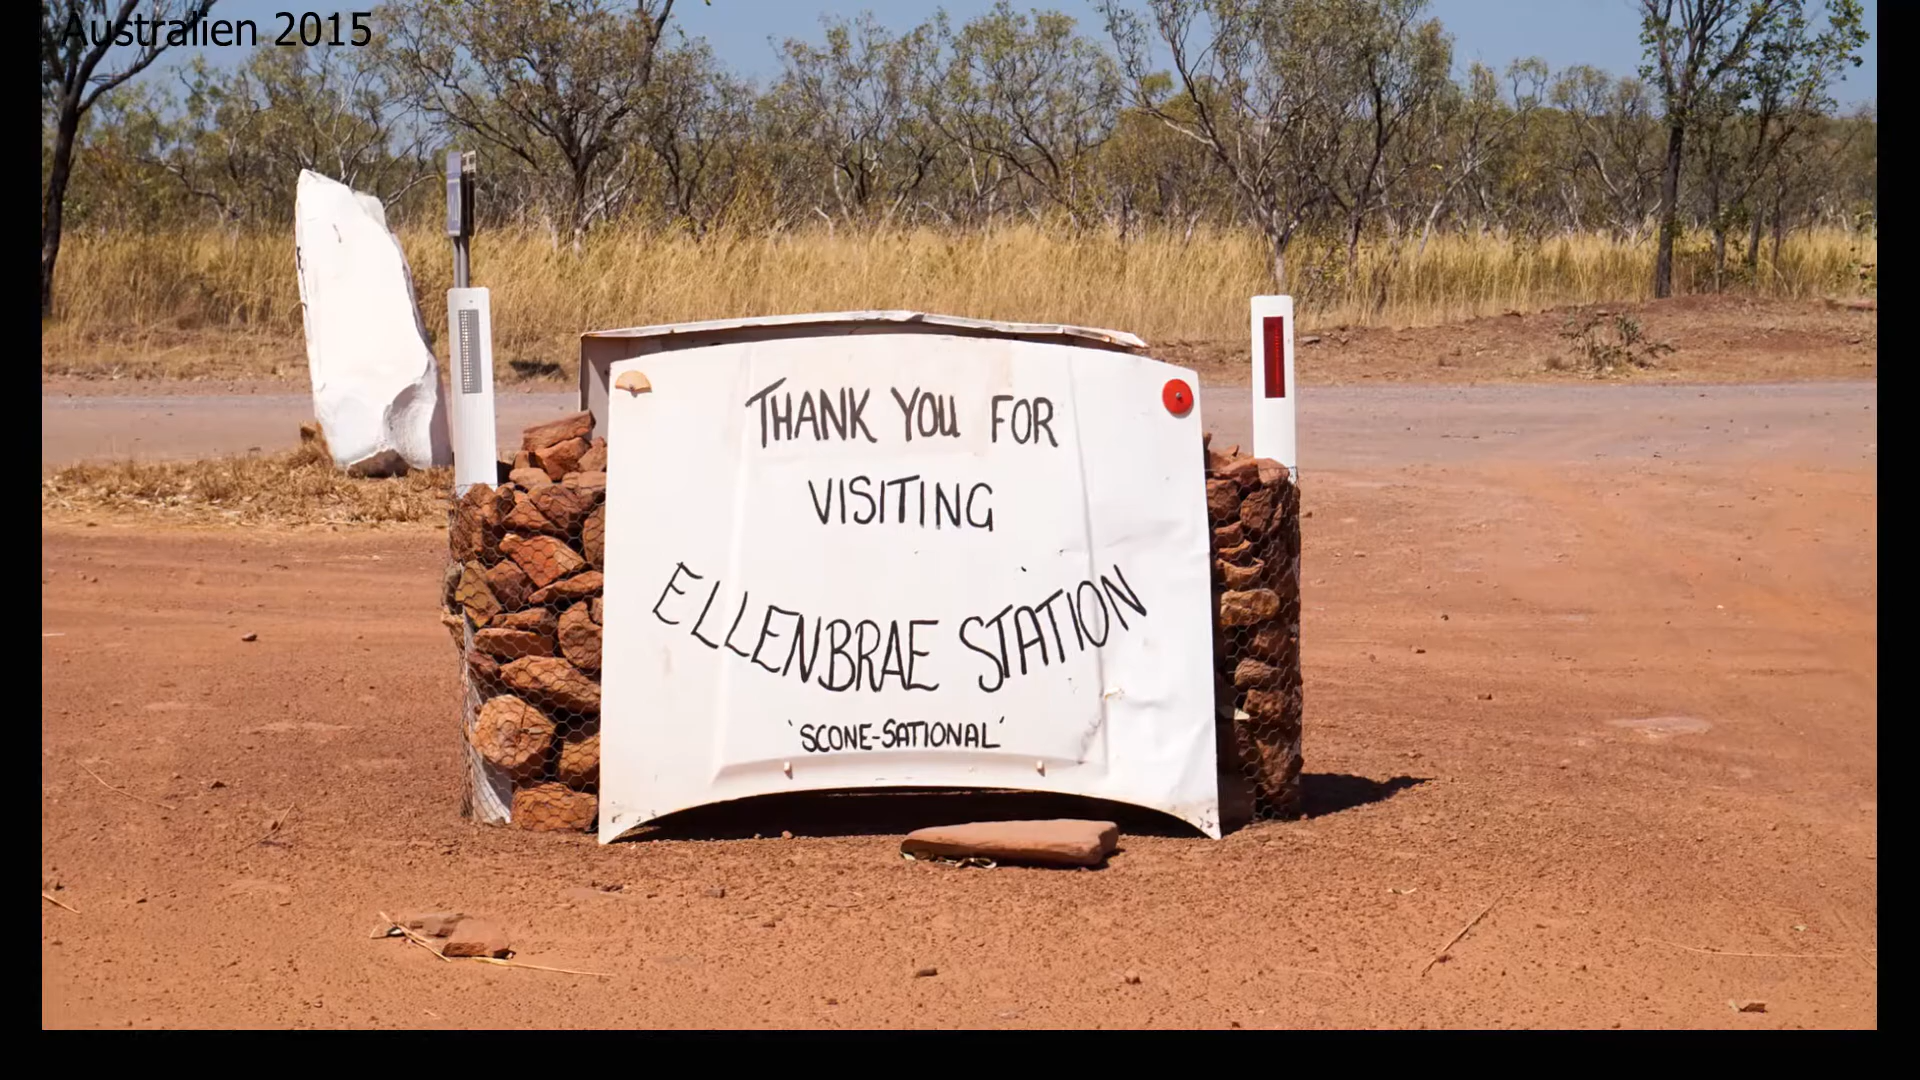 Australien 2015
THANK YOU FOR
VISITING
ELLENBRAE STATION
'SCONE-SATIONAL'